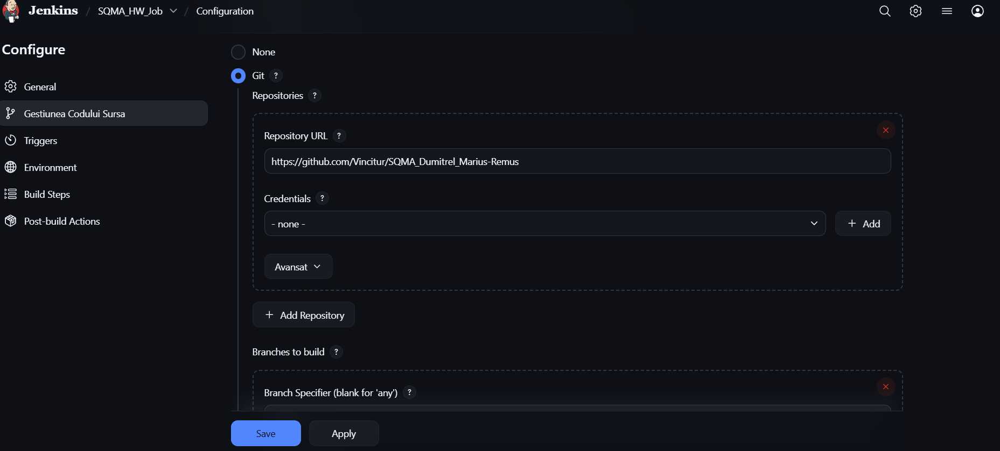 Jenkins / SQMA_HW_Job / Configuration
Configure
General
Gestiunea Codului Sursa
Triggers
Environment
Build Steps
Post-build Actions
None
Git ?
Repositories ?
Repository URL ?
https://github.com/Vincitur/SQMA_Dumitrel_Marius-Remus
Credentials ?
- none -
+ Add
Avansat
+ Add Repository
Branches to build ?
Branch Specifier (blank for 'any') ?
Save
Apply